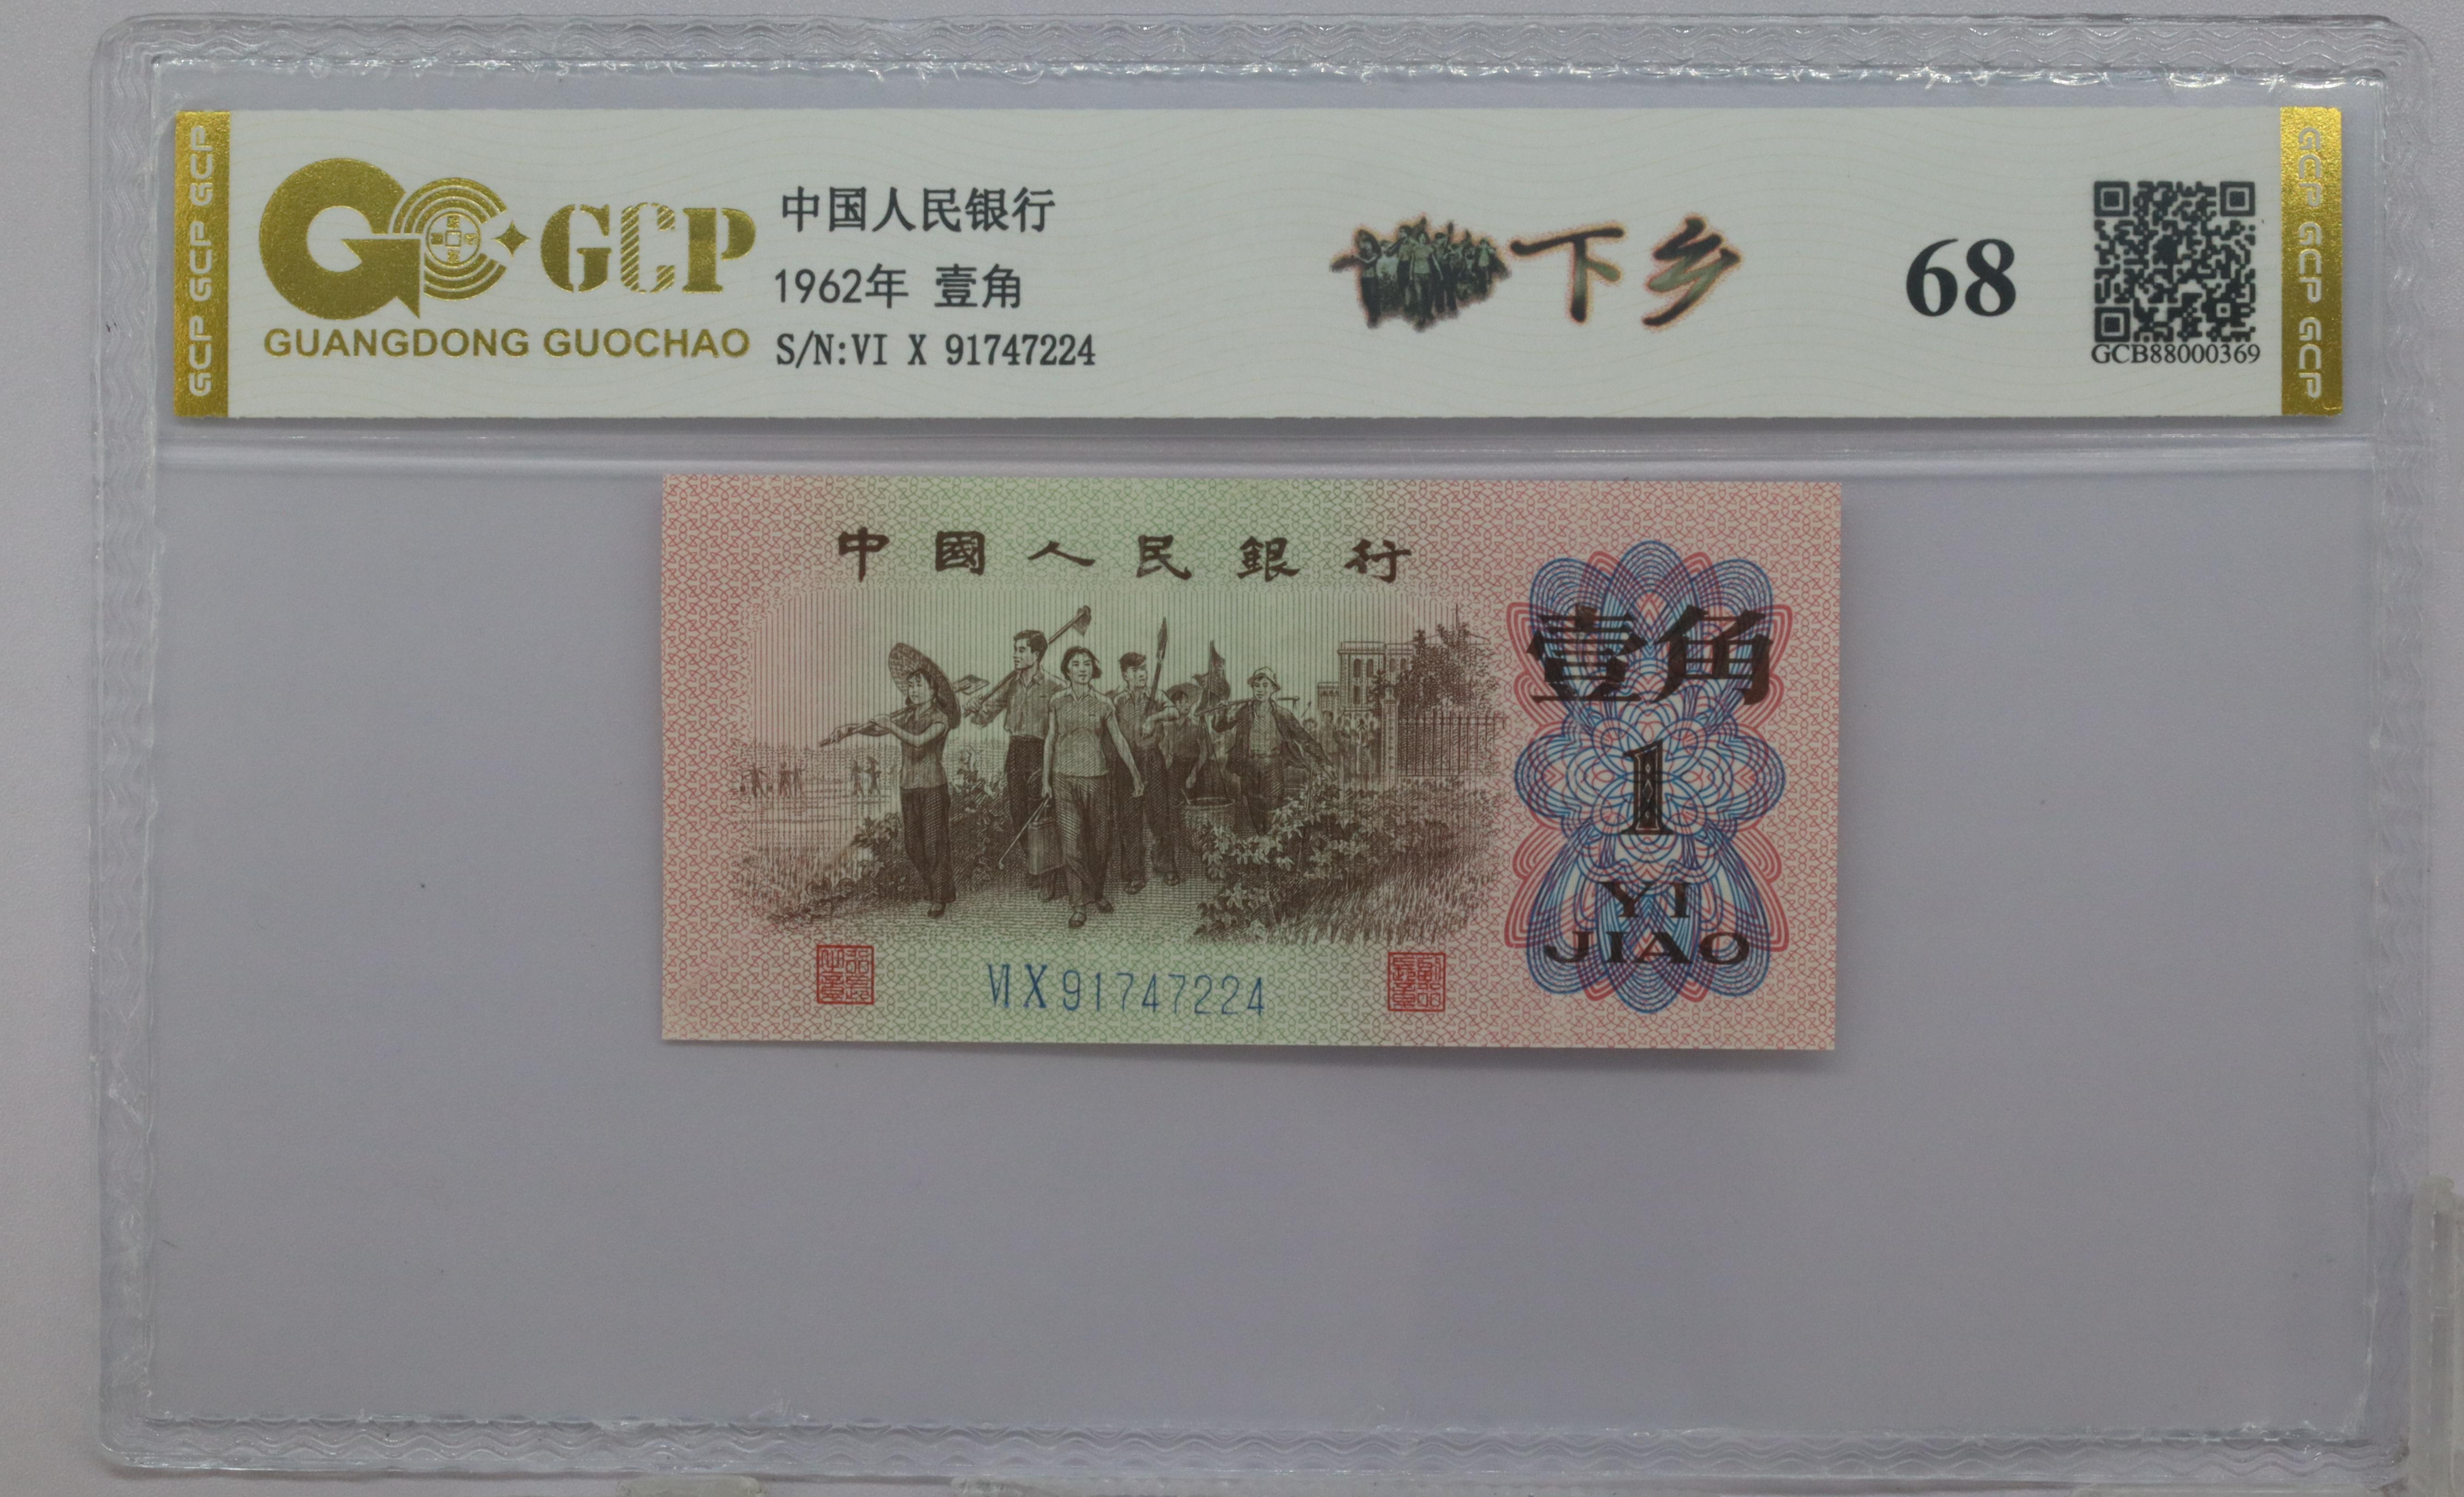 GCP GCP GCP
GCP
GUANGDONG GUOCHAO
中国人民银行
1962年 壹角
S/N:VI X 91747224
下乡
68
GCB88000369
GCP GCP GCP
中國人民銀行
壹角
1
YI
JIAO
VI X 91747224